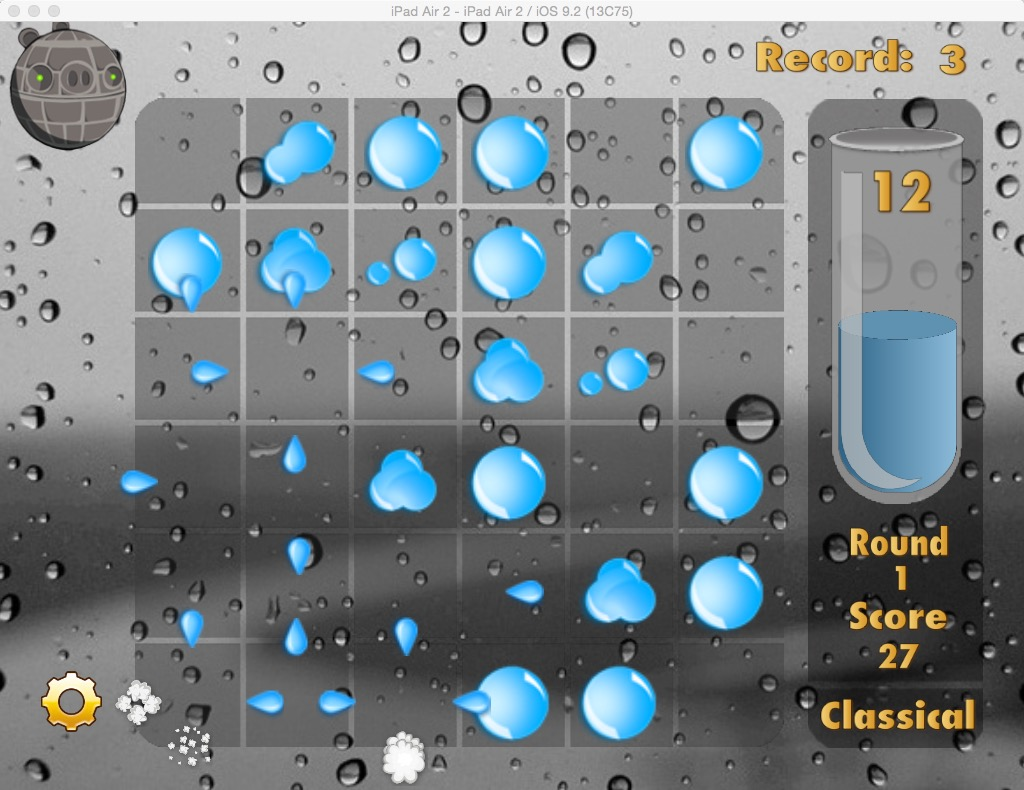 iPad Air 2 - iPad Air 2 / iOS 9.2 (13C75)
Record: 3
12
Round
1
Score
27
Classical